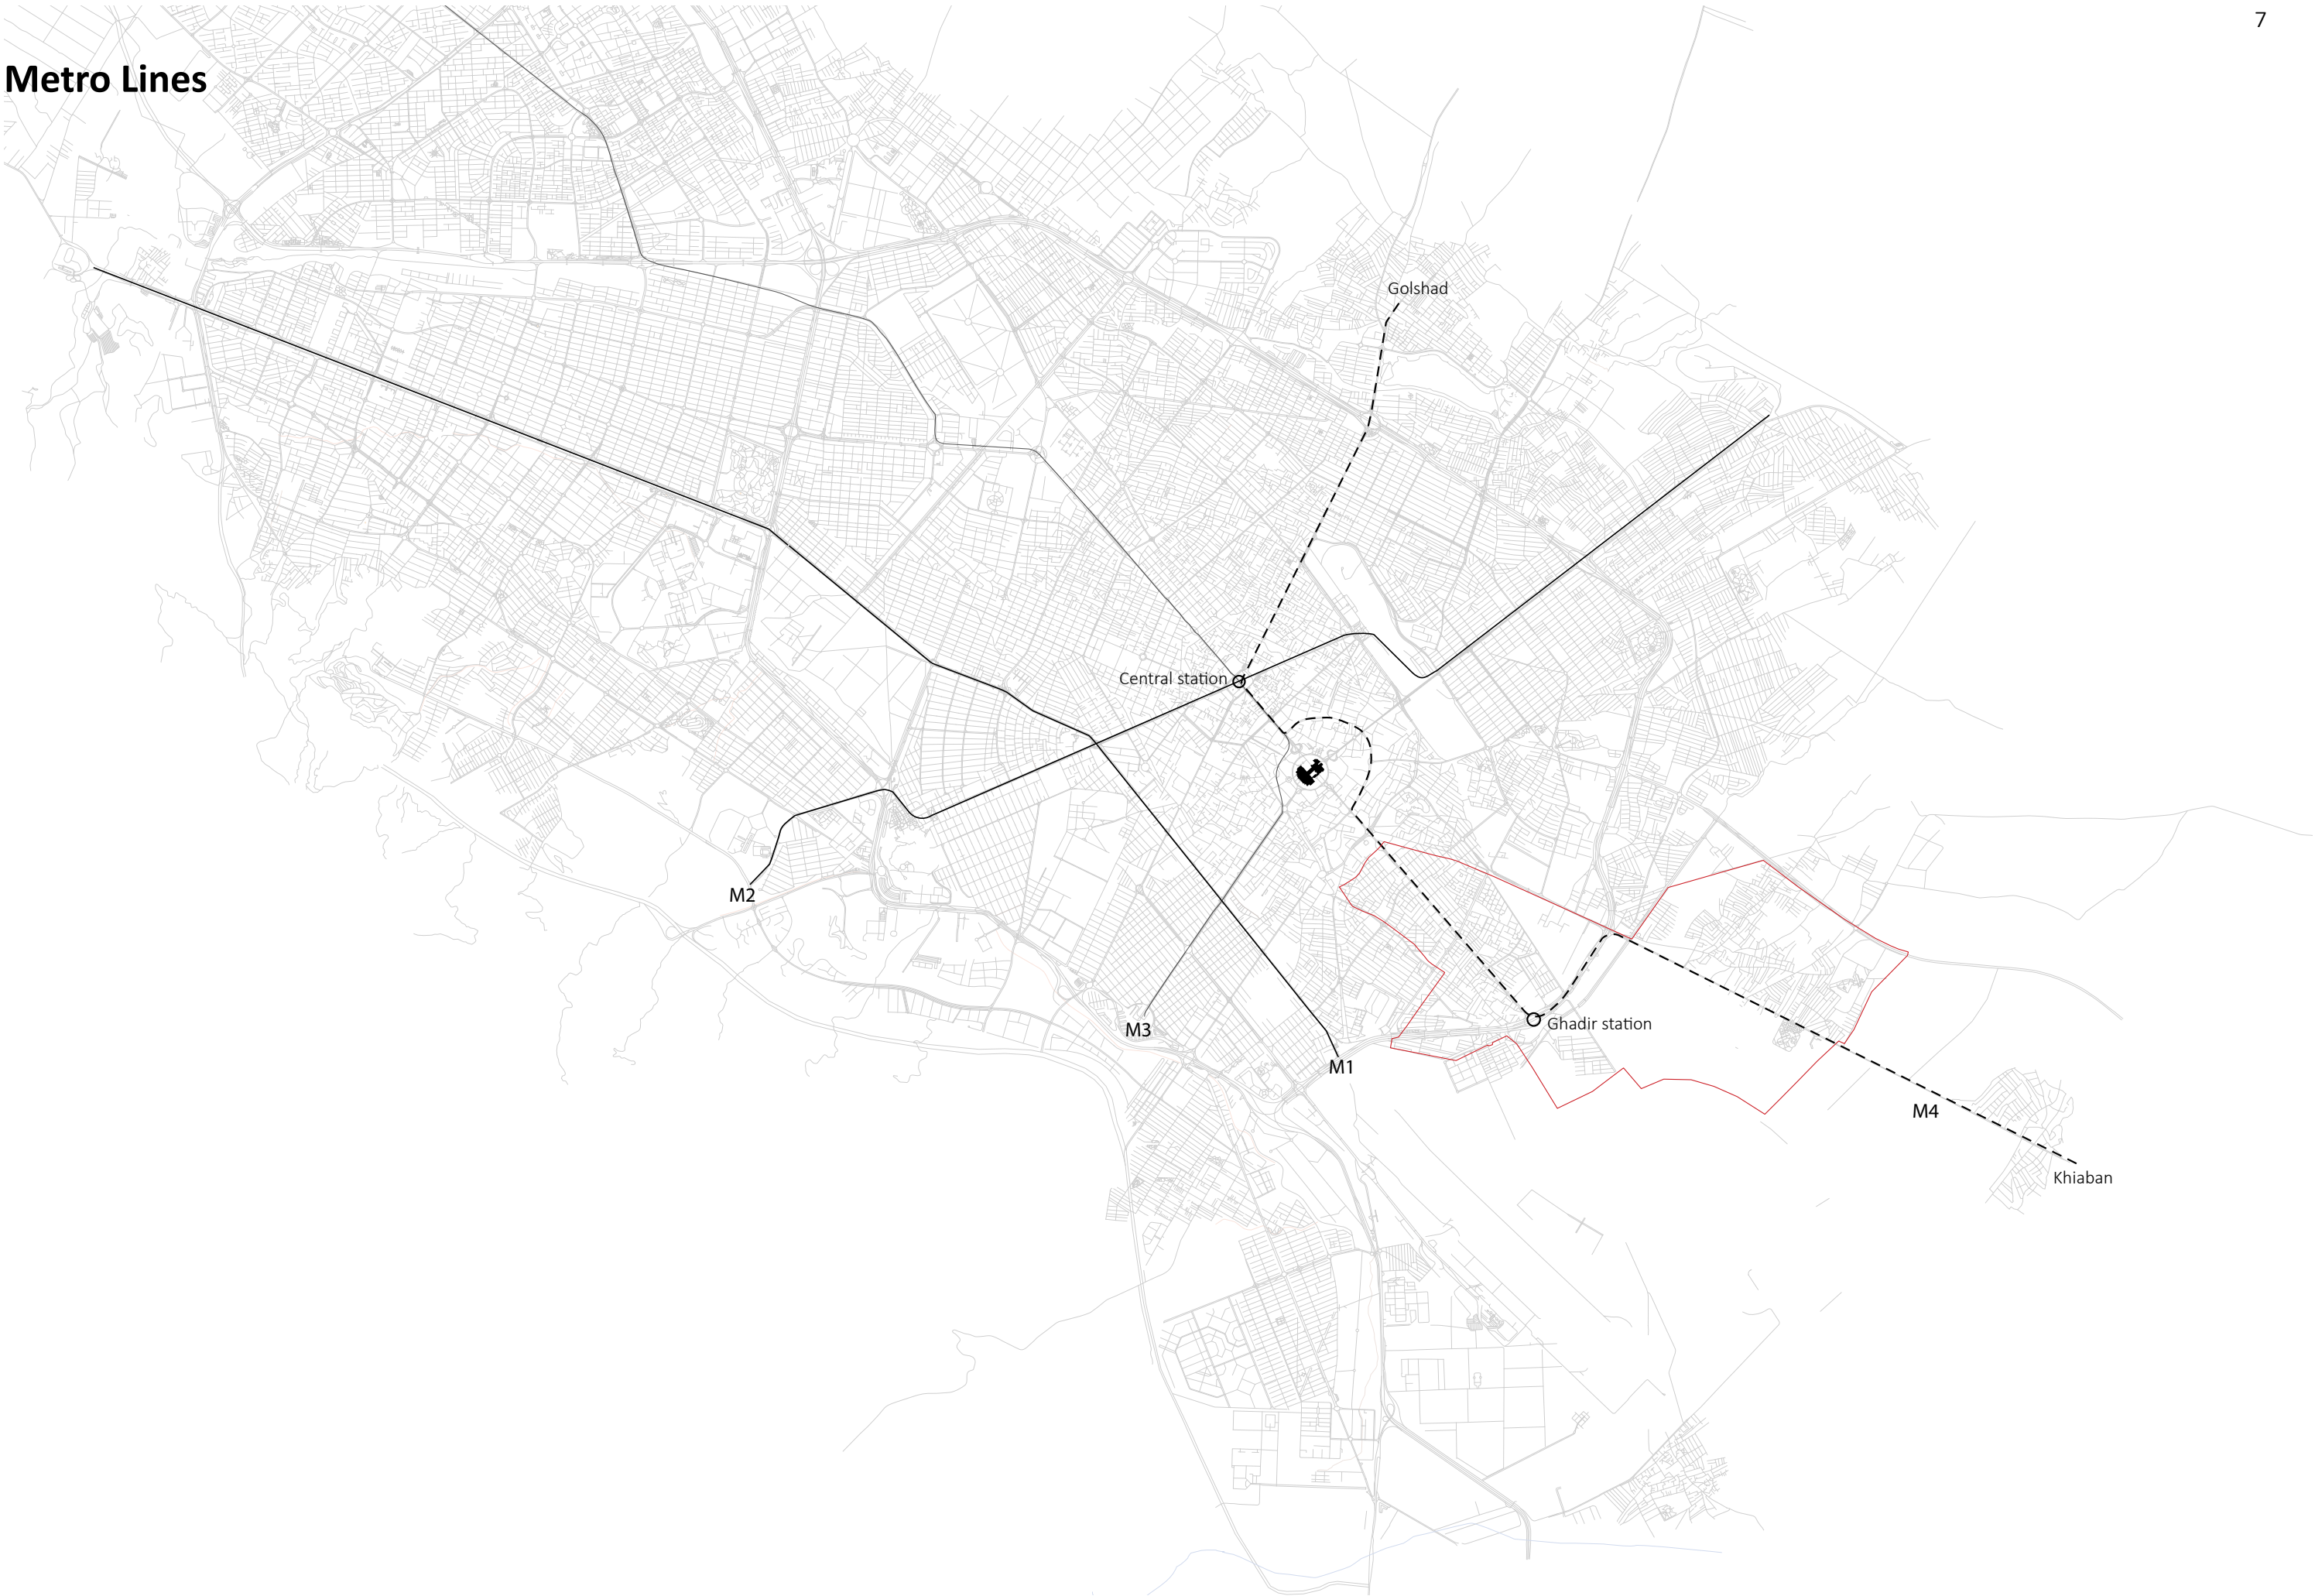 7
Metro Lines
Golshad
Central station
M2
Ghadir station
M3
M1
M4
Khiaban